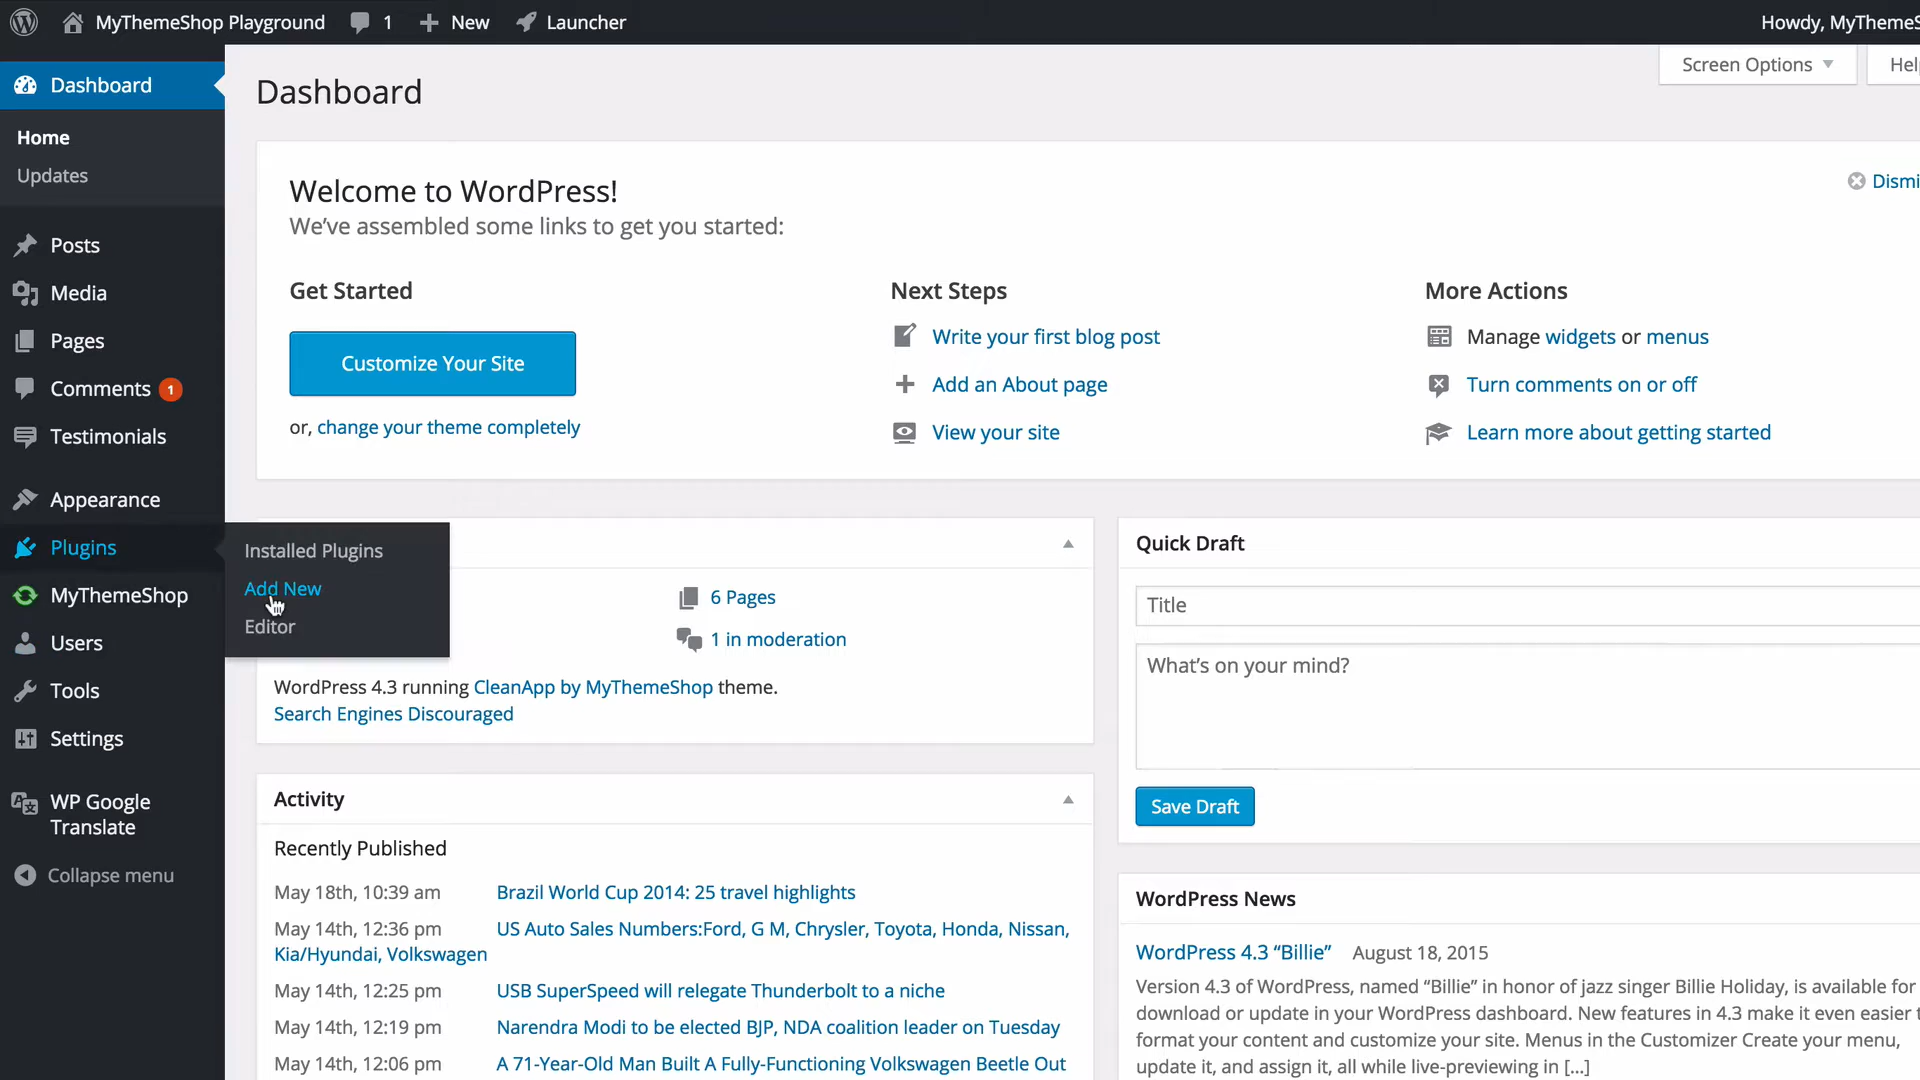 MyThemeShop Playground 1 New Launcher Howdy, MyThemeS
Screen Options Help
Dashboard
Home
Updates
Posts
Media
Pages
Comments 1
Testimonials
Appearance
Plugins
MyThemeShop
Users
Tools
Settings
WP Google
Translate
Collapse menu
Installed Plugins
Add New
Editor
Dashboard
Welcome to WordPress!
We’ve assembled some links to get you started:
Dismi
Get Started
Customize Your Site
or, change your theme completely
Next Steps
Write your first blog post
Add an About page
View your site
More Actions
Manage widgets or menus
Turn comments on or off
Learn more about getting started
6 Pages
1 in moderation
WordPress 4.3 running CleanApp by MyThemeShop theme.
Search Engines Discouraged
Activity
Recently Published
May 18th, 10:39 am Brazil World Cup 2014: 25 travel highlights
May 14th, 12:36 pm US Auto Sales Numbers:Ford, G M, Chrysler, Toyota, Honda, Nissan,
Kia/Hyundai, Volkswagen
May 14th, 12:25 pm USB SuperSpeed will relegate Thunderbolt to a niche
May 14th, 12:19 pm Narendra Modi to be elected BJP, NDA coalition leader on Tuesday
May 14th, 12:06 pm A 71-Year-Old Man Built A Fully-Functioning Volkswagen Beetle Out
Quick Draft
Title
What’s on your mind?
Save Draft
WordPress News
WordPress 4.3 “Billie” August 18, 2015
Version 4.3 of WordPress, named “Billie” in honor of jazz singer Billie Holiday, is available for
download or update in your WordPress dashboard. New features in 4.3 make it even easier t
format your content and customize your site. Menus in the Customizer Create your menu,
update it, and assign it, all while live-previewing in […]